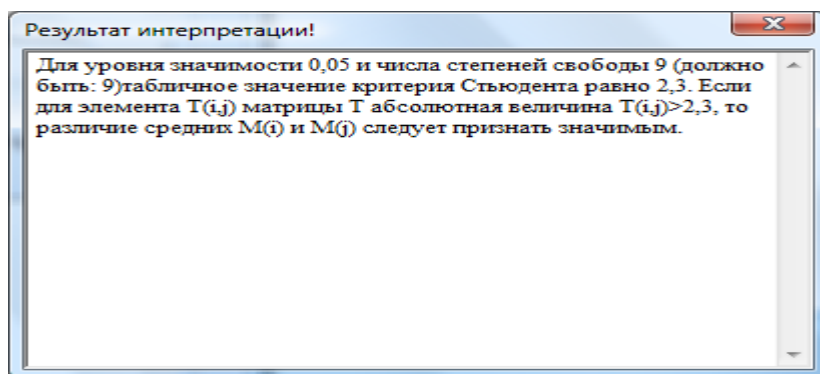 Результат интерпретации!
Для уровня значимости 0,05 и числа степеней свободы 9 (должно
быть: 9)табличное значение критерия Стьюдента равно 2,3. Если
для элемента T(i,j) матрицы T абсолютная величина T(i,j)>2,3, то
различие средних M(i) и M(j) следует признать значимым.